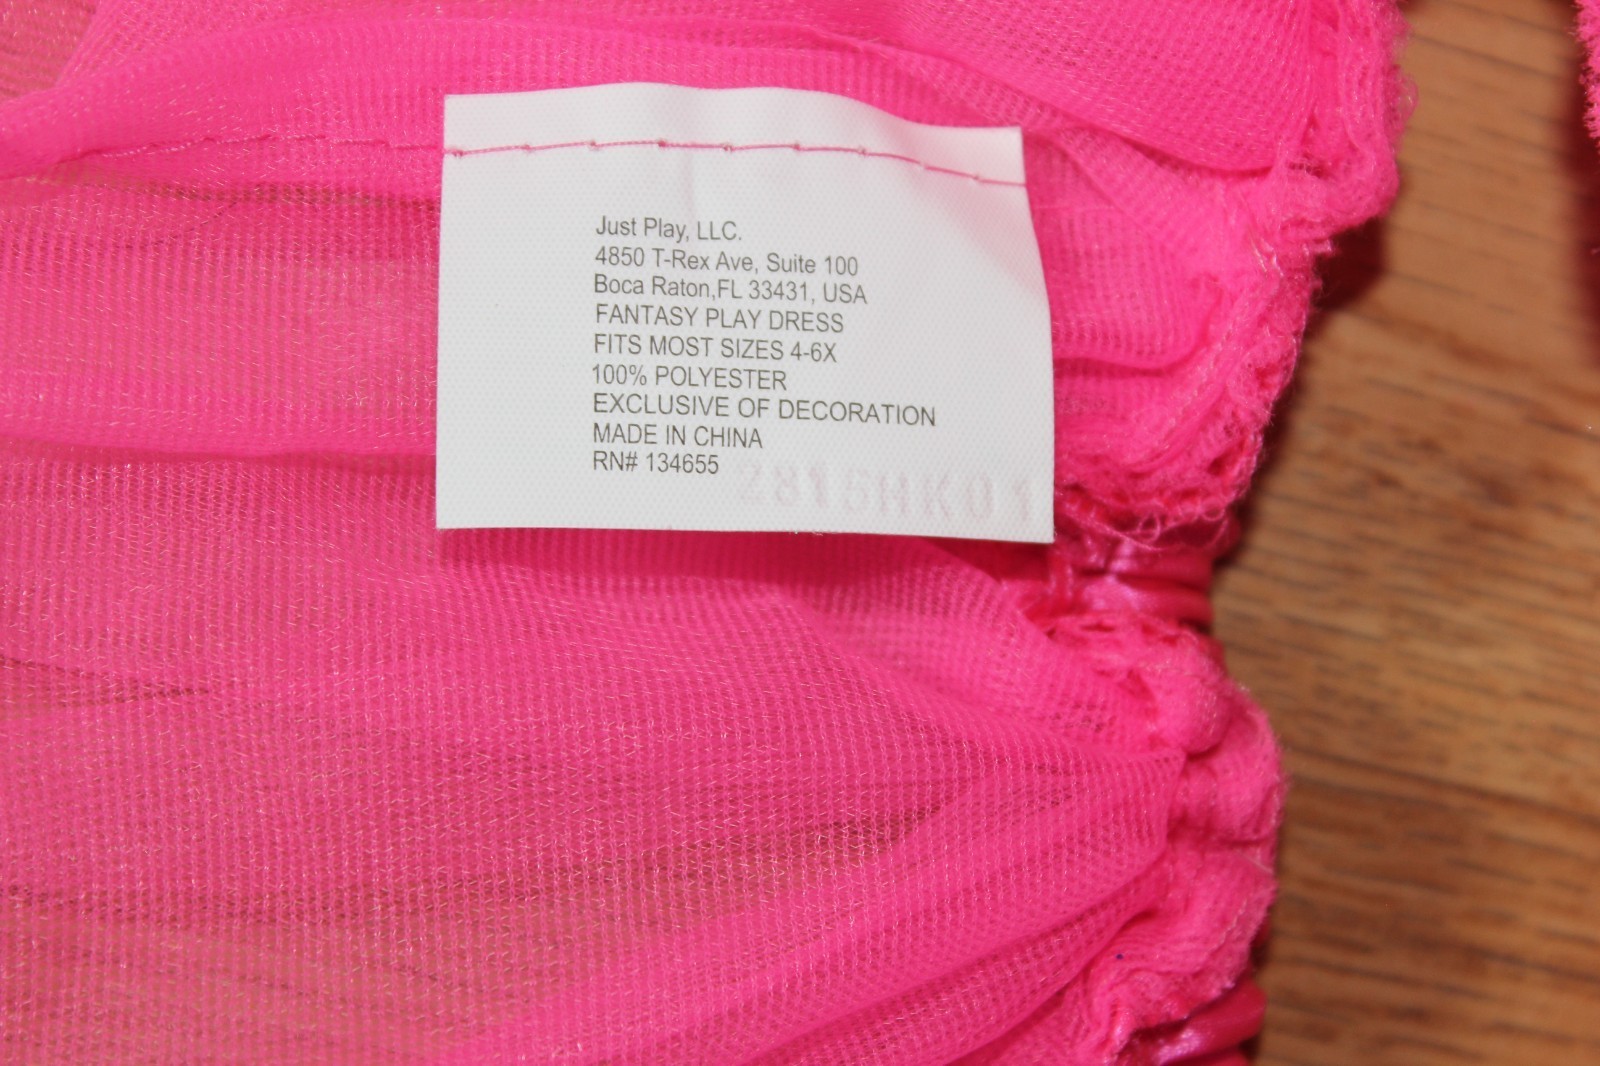 Just Play, LLC.
4850 T-Rex Ave, Suite 100
Boca Raton,FL 33431, USA
FANTASY PLAY DRESS
FITS MOST SIZES 4-6X
100% POLYESTER
EXCLUSIVE OF DECORATION
MADE IN CHINA
RN# 134655
2815HK01